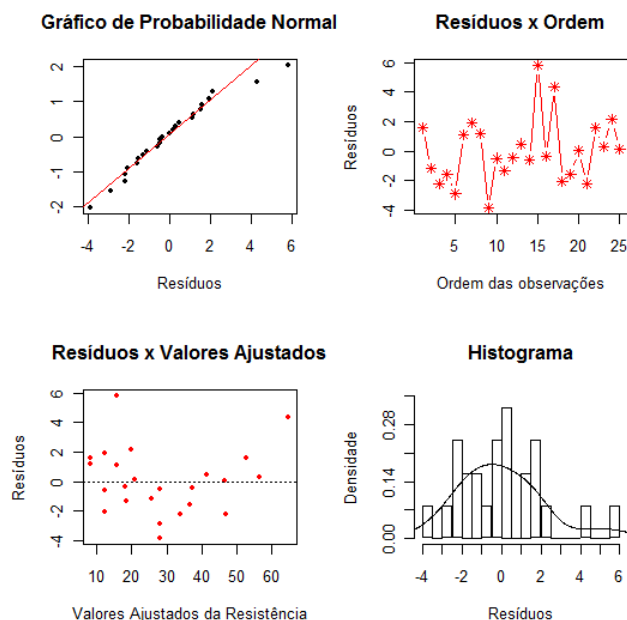 Gráfico de Probabilidade Normal
2
1
0
-1
-2
-4 -2 0 2 4 6
Resíduos
Resíduos x Ordem
Resíduos
6
4
2
0
-2
-4
5 10 15 20 25
Ordem das observações
Resíduos x Valores Ajustados
Resíduos
6
4
2
0
-2
-4
10 20 30 40 50 60
Valores Ajustados da Resistência
Histograma
Densidade
0.28
0.14
0.00
-4 -2 0 2 4 6
Resíduos